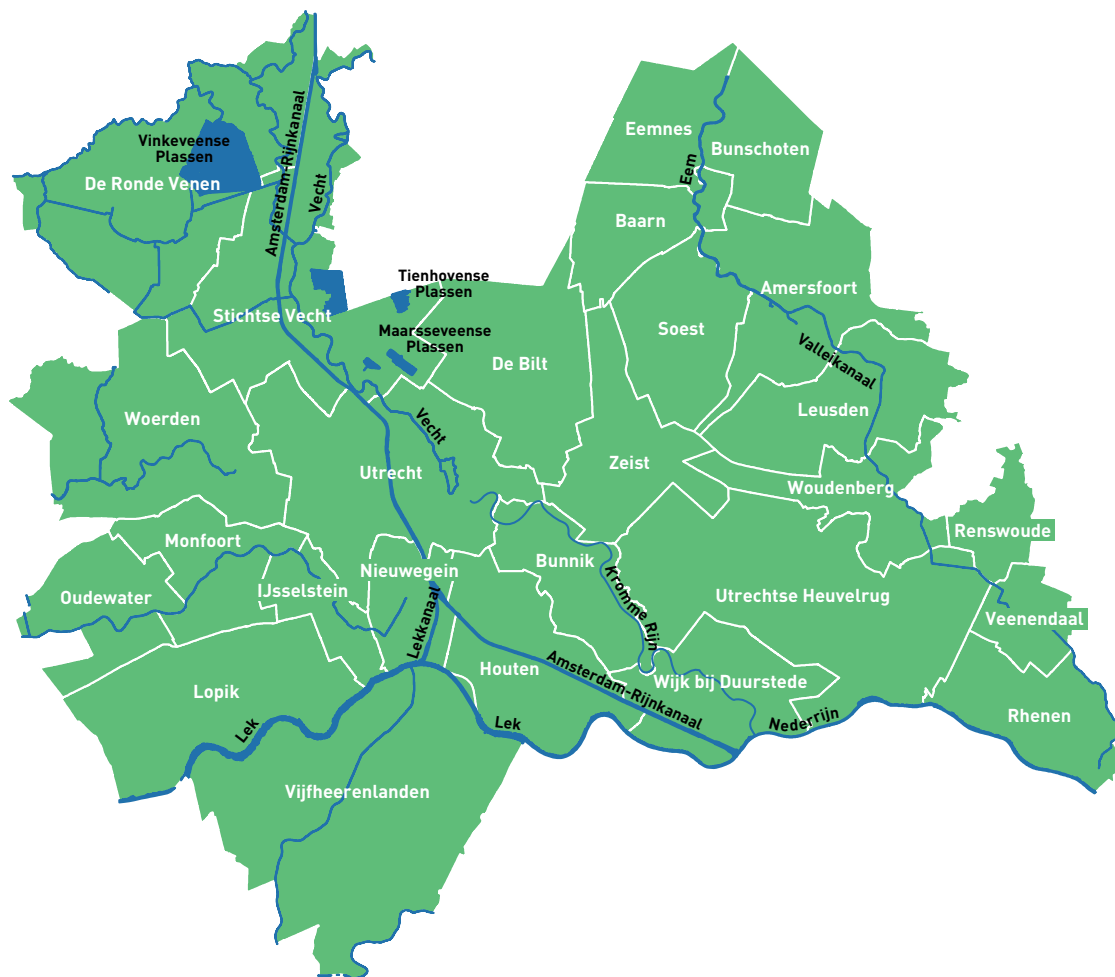 Eemnes
Bunschoten
Vinkeveense
Plassen
Amsterdam-Rijnkanaal
Eem
De Ronde Venen
Vecht
Baarn
Tienhovense
Plassen
Amersfoort
Stichtse Vecht
Soest
Maarsseveense
Plassen
Valleikanaal
De Bilt
Leusden
Woerden
Vecht
Zeist
Utrecht
Woudenberg
Renswoude
Monfoort
Bunnik
Nieuwegein
IJsselstein
Oudewater
Kromme Rijn
Utrechtse Heuvelrug
Lekkanaal
Veenendaal
Houten
Amsterdam-Rijnkanaal
Wijk bij Duurstede
Lopik
Lek
Lek
Nederrijn
Rhenen
Vijfheerenlanden